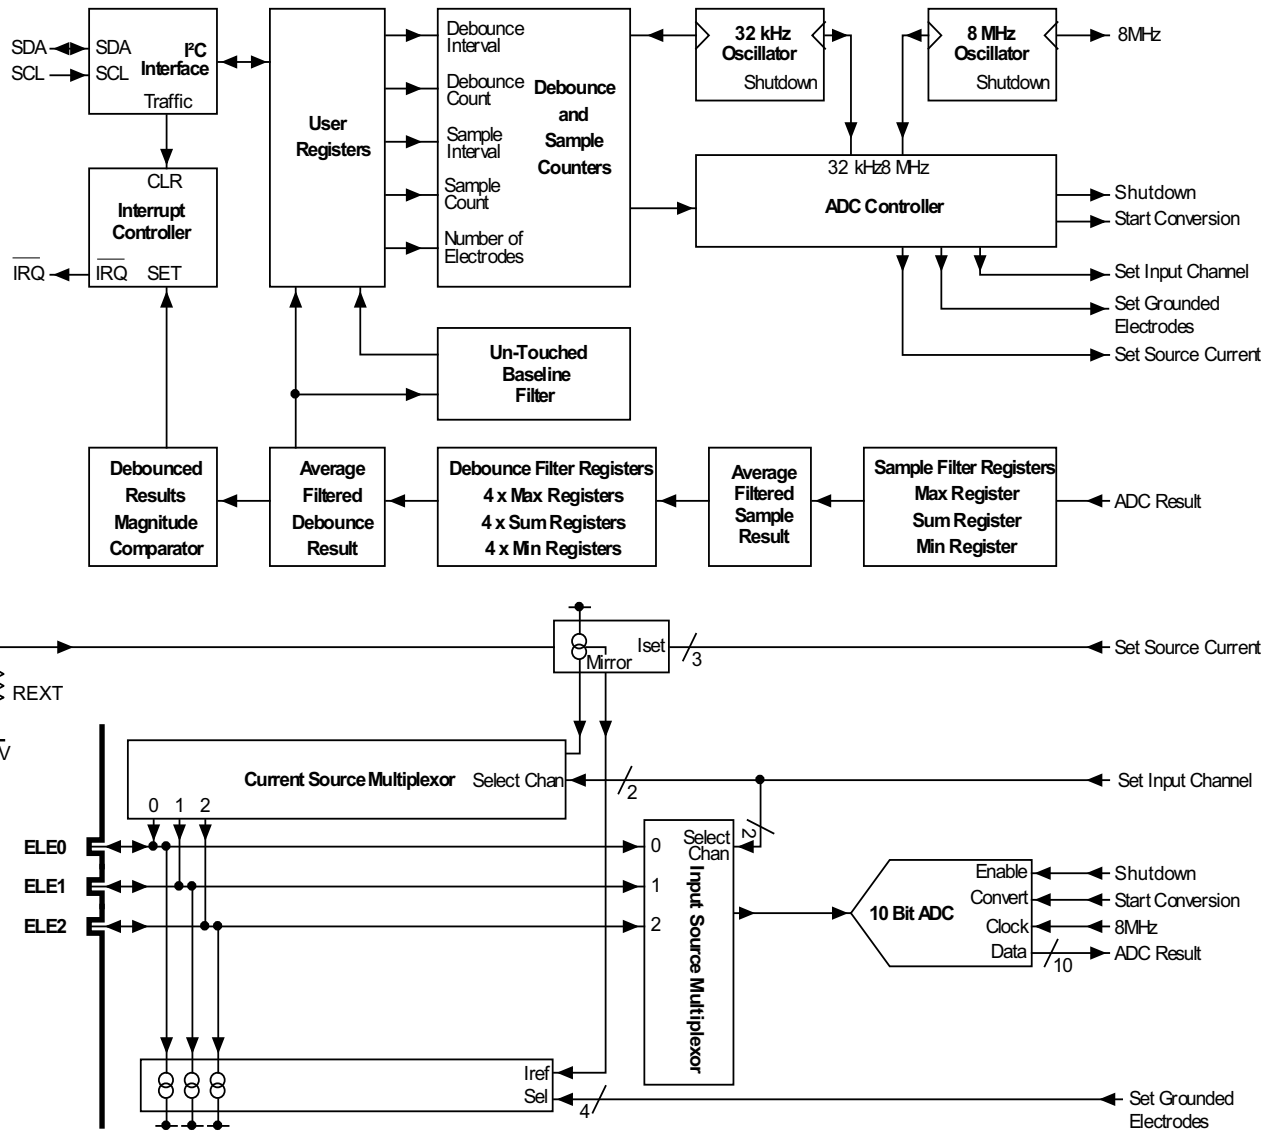 SDA
SCL
SDA
SCL
I²C
Interface
Traffic
CLR
Interrupt
Controller
IRQ
IRQ
SET
User
Registers
Debounce
Interval
Debounce
Count
Sample
Interval
Sample
Count
Number of
Electrodes
Debounce
and
Sample
Counters
32 kHz
Oscillator
Shutdown
8 MHz
Oscillator
Shutdown
8MHz
32 kHz
8 MHz
ADC Controller
Shutdown
Start Conversion
Set Input Channel
Set Grounded
Electrodes
Set Source Current
Un-Touched
Baseline
Filter
Debounced
Results
Magnitude
Comparator
Average
Filtered
Debounce
Result
Debounce Filter Registers
4 x Max Registers
4 x Sum Registers
4 x Min Registers
Average
Filtered
Sample
Result
Sample Filter Registers
Max Register
Sum Register
Min Register
ADC Result
Iset
Mirror
3
Set Source Current
REXT
V
Current Source Multiplexor
Select Chan
2
Set Input Channel
0 1 2
ELE0
ELE1
ELE2
0
1
2
Select
Chan
2
Input Source Multiplexor
10 Bit ADC
Enable
Convert
Clock
Data
10
Shutdown
Start Conversion
8MHz
ADC Result
Iref
Sel
4
Set Grounded
Electrodes